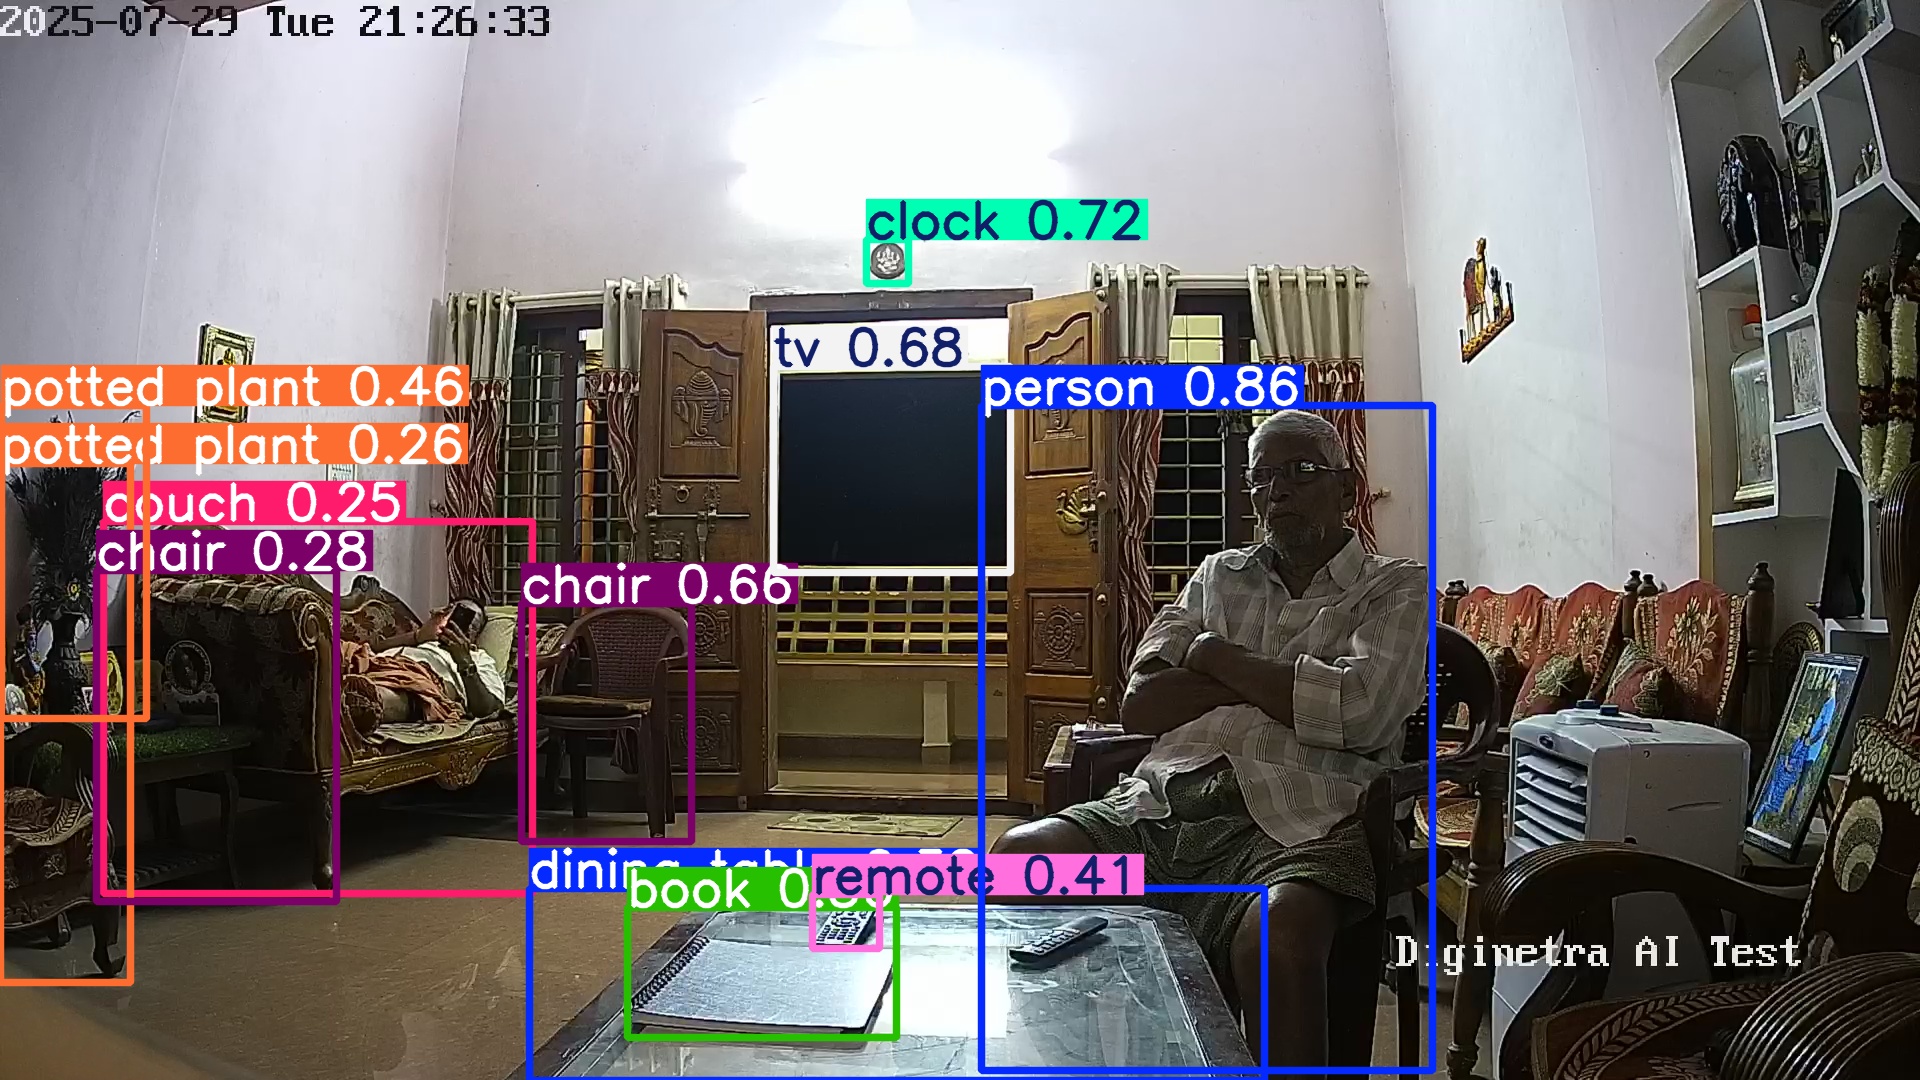 2025-07-29 Tue 21:26:33
clock 0.72
tv 0.68
person 0.86
potted plant 0.46
potted plant 0.26
couch 0.25
chair 0.28
chair 0.66
dining
remote 0.41
book
Diginetra AI Test